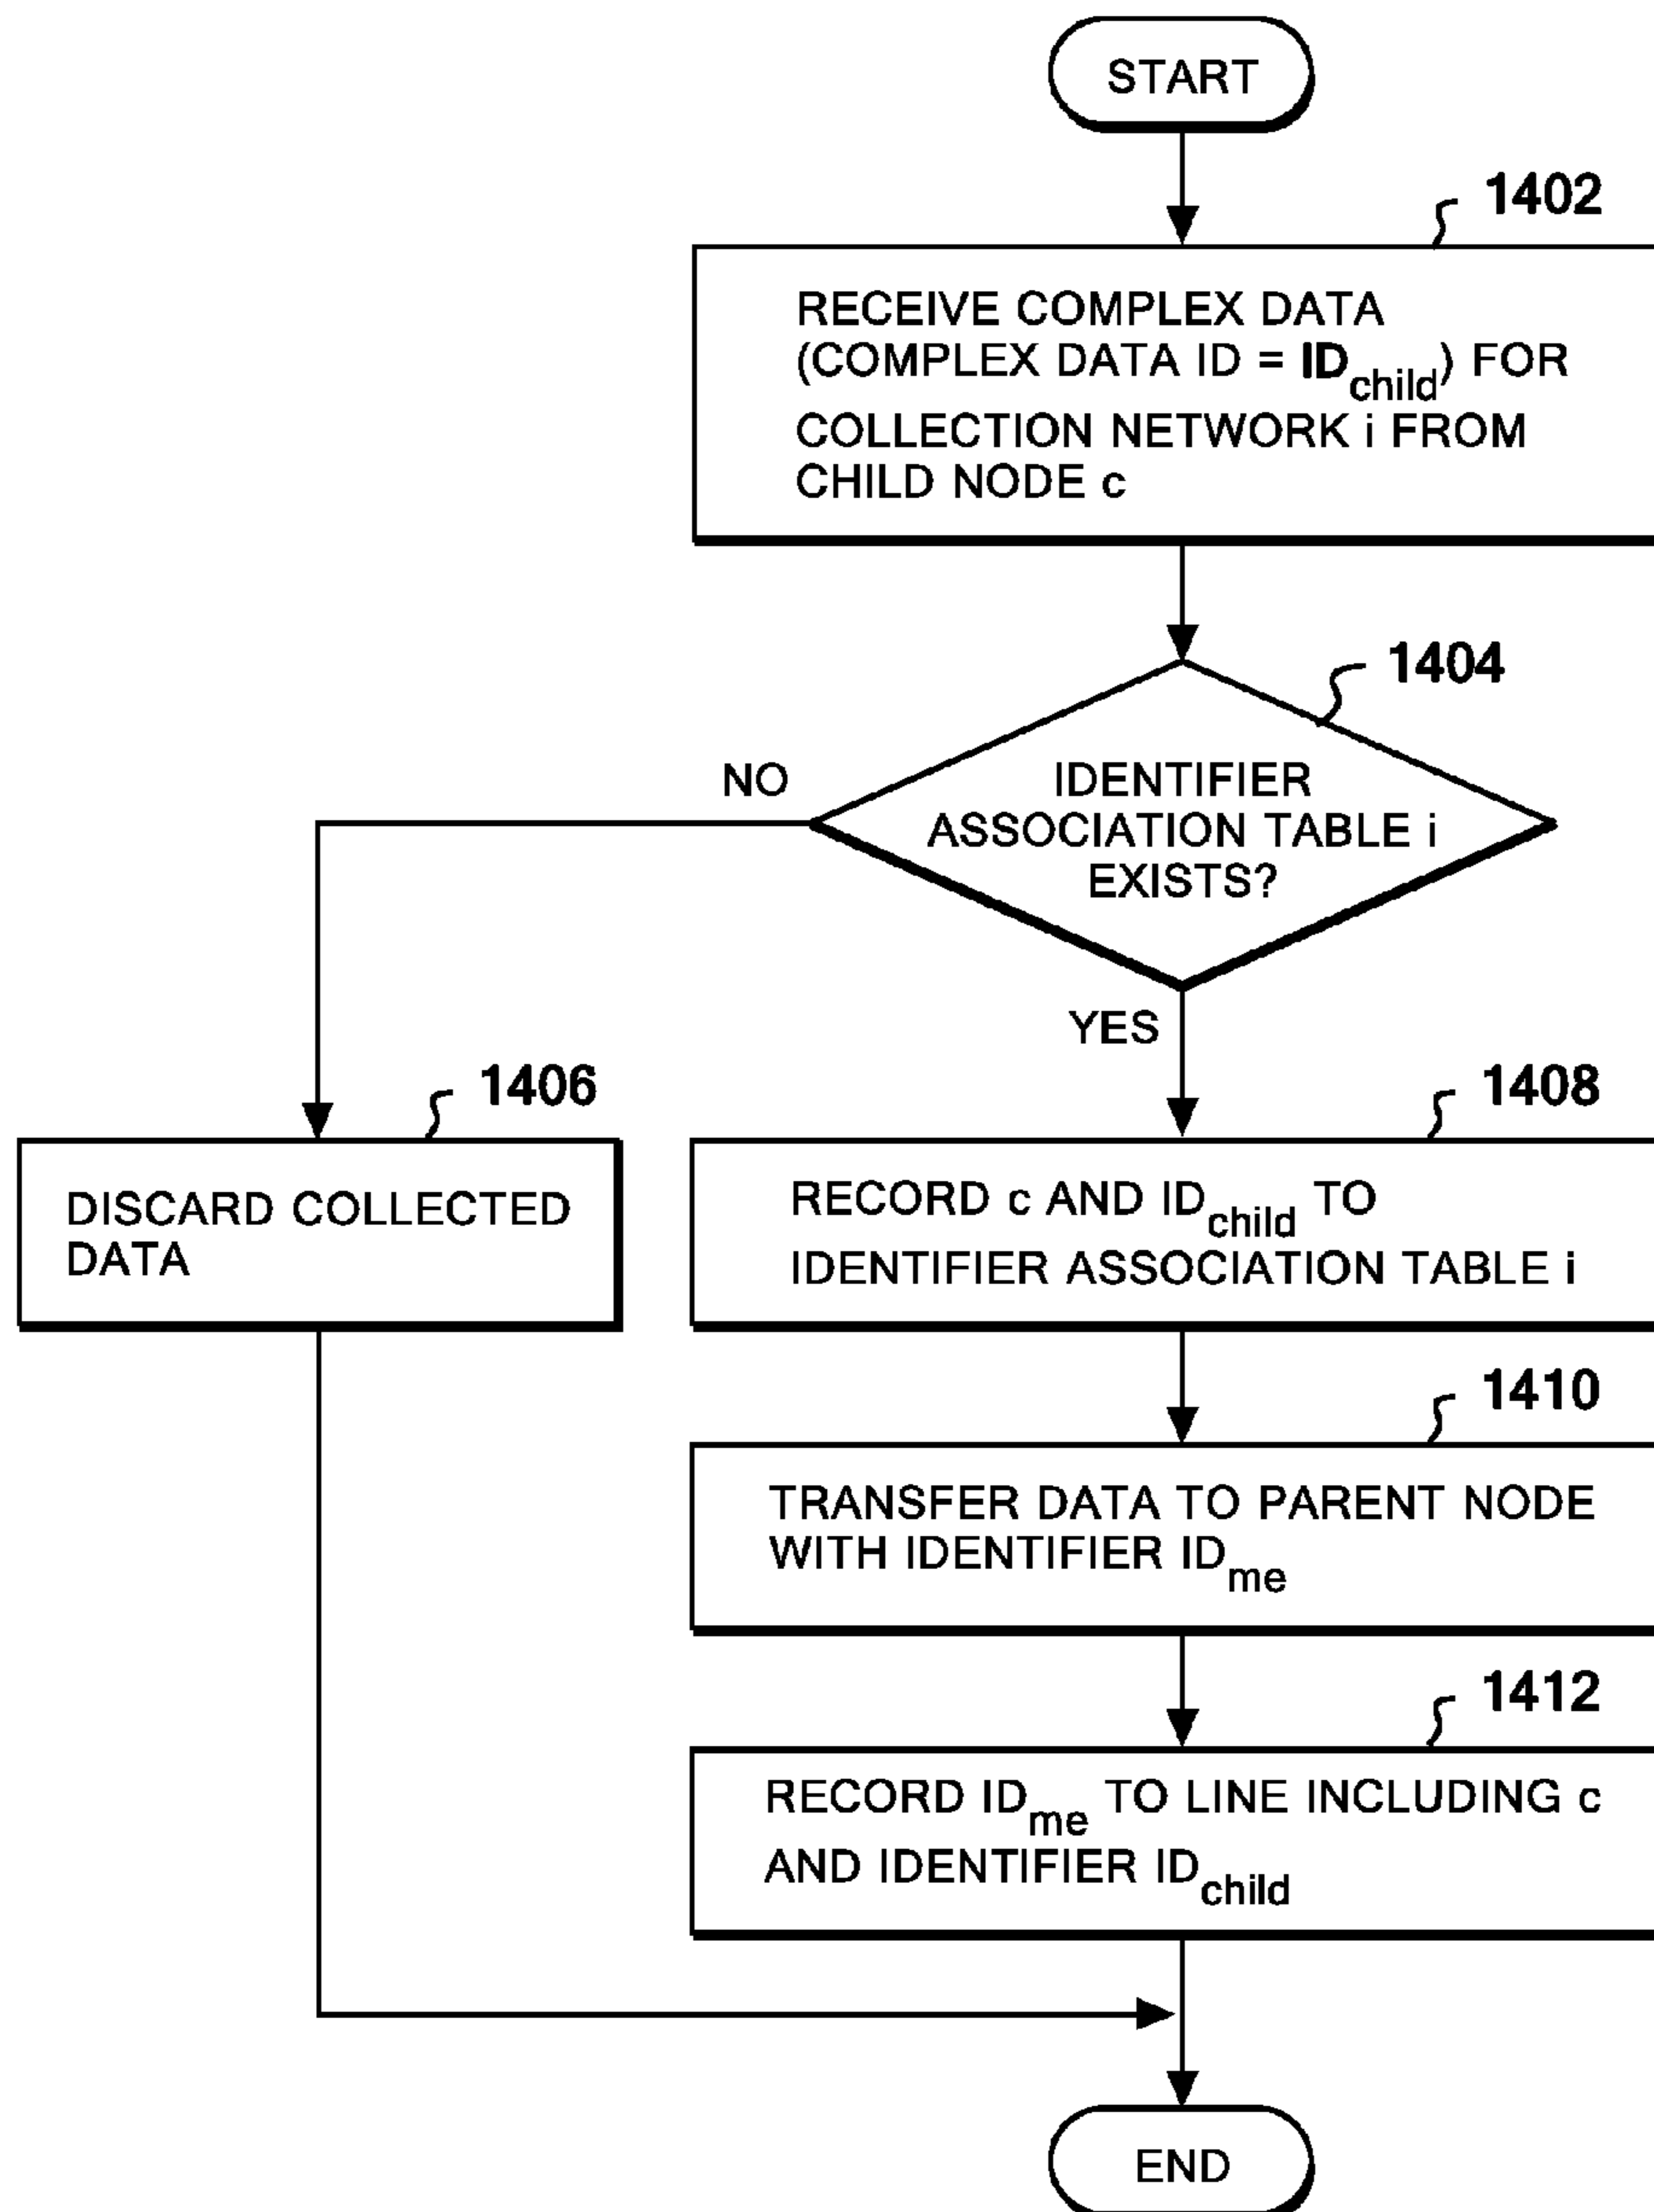 START
1402
RECEIVE COMPLEX DATA
(COMPLEX DATA ID = IDchild) FOR
COLLECTION NETWORK i FROM
CHILD NODE c
1404
IDENTIFIER
ASSOCIATION TABLE i
EXISTS?
NO
YES
1406
DISCARD COLLECTED
DATA
1408
RECORD c AND IDchild TO
IDENTIFIER ASSOCIATION TABLE i
1410
TRANSFER DATA TO PARENT NODE
WITH IDENTIFIER IDme
1412
RECORD IDme TO LINE INCLUDING c
AND IDENTIFIER IDchild
END